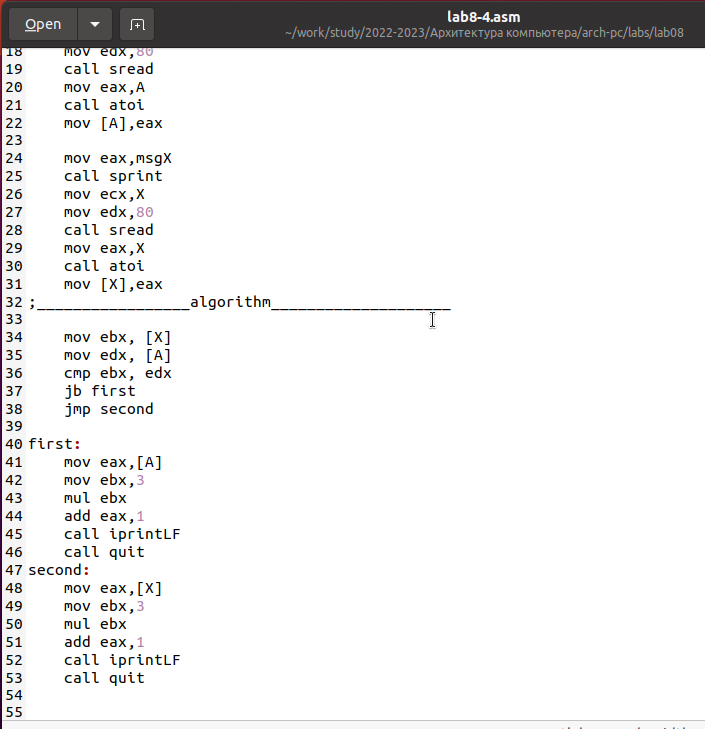 Open
lab8-4.asm
~/work/study/2022-2023/Архитектура компьютера/arch-pc/labs/lab08
18 mov edx,80
19 call sread
20 mov eax,A
21 call atoi
22 mov [A],eax
23
24 mov eax,msgX
25 call sprint
26 mov ecx,X
27 mov edx,80
28 call sread
29 mov eax,X
30 call atoi
31 mov [X],eax
32 ;_________________algorithm____________________
33
34 mov ebx, [X]
35 mov edx, [A]
36 cmp ebx, edx
37 jb first
38 jmp second
39
40 first:
41 mov eax,[A]
42 mov ebx,3
43 mul ebx
44 add eax,1
45 call iprintLF
46 call quit
47 second:
48 mov eax,[X]
49 mov ebx,3
50 mul ebx
51 add eax,1
52 call iprintLF
53 call quit
54
55